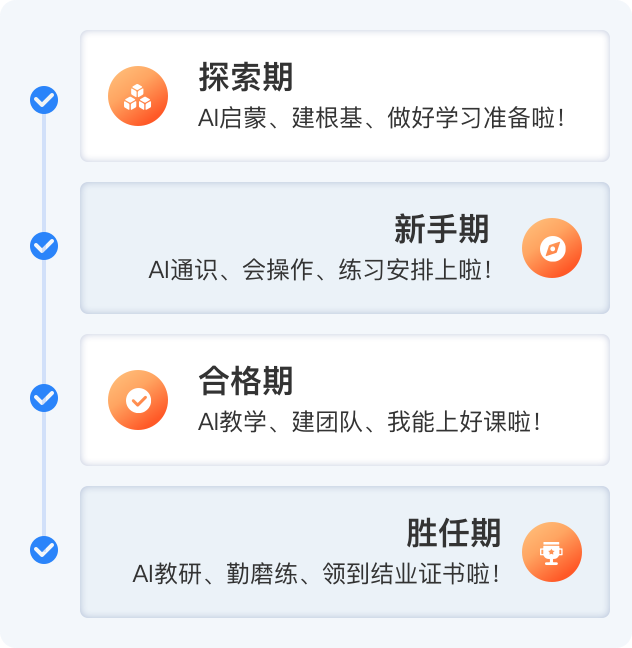 探索期
AI启蒙、建根基、做好学习准备啦！
新手期
AI通识、会操作、练习安排上啦！
合格期
AI教学、建团队、我能上好课啦！
胜任期
AI教研、勤磨练、领到结业证书啦！